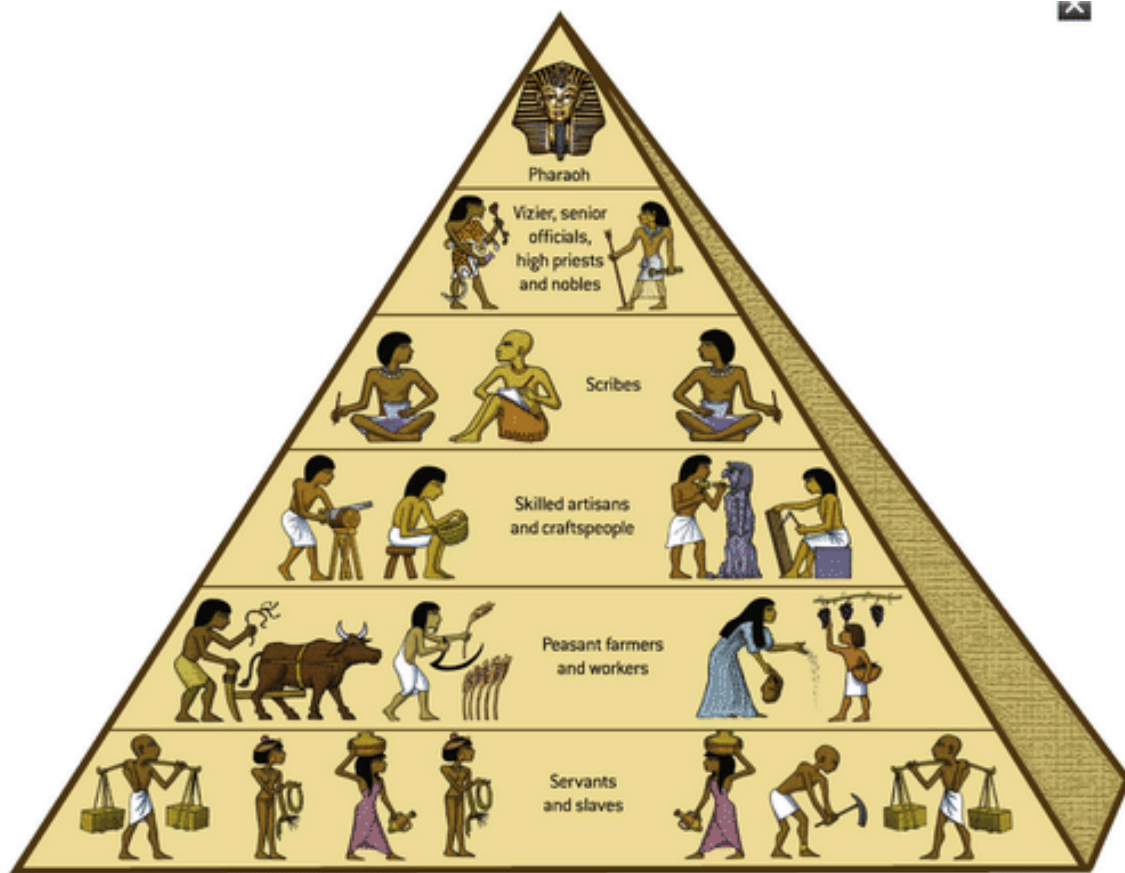 Pharaoh
Vizier, senior
officials,
high priests
and nobles
Scribes
Skilled artisans
and craftspeople
Peasant farmers
and workers
Servants
and slaves